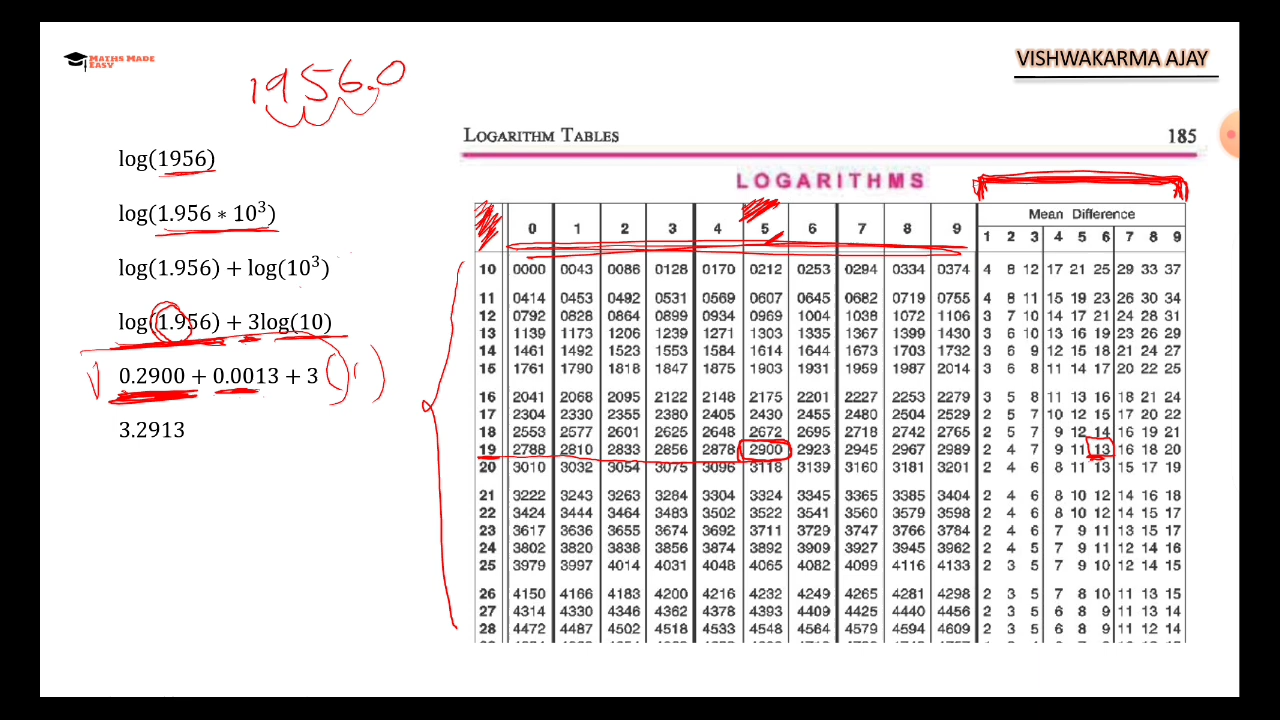 MATHS MADE
EASY
VISHWAKARMA AJAY
1956.0
log(1956)
log(1.956 * 10³)
log(1.956) + log(10³)
log(1.956) + 3log(10)
0.2900 + 0.0013 + 3
3.2913
LOGARITHM TABLES 185
LOGARITHMS
Mean Difference
0 1 2 3 4 5 6 7 8 9 1 2 3 4 5 6 7 8 9
10 0000 0043 0086 0128 0170 0212 0253 0294 0334 0374 4 8 12 17 21 25 29 33 37
11 0414 0453 0492 0531 0569 0607 0645 0682 0719 0755 4 8 11 15 19 23 26 30 34
12 0792 0828 0864 0899 0934 0969 1004 1038 1072 1106 3 7 10 14 17 21 24 28 31
13 1139 1173 1206 1239 1271 1303 1335 1367 1399 1430 3 6 10 13 16 19 23 26 29
14 1461 1492 1523 1553 1584 1614 1644 1673 1703 1732 3 6 9 12 15 18 21 24 27
15 1761 1790 1818 1847 1875 1903 1931 1959 1987 2014 3 6 8 11 14 17 20 22 25
16 2041 2068 2095 2122 2148 2175 2201 2227 2253 2279 3 5 8 11 13 16 18 21 24
17 2304 2330 2355 2380 2405 2430 2455 2480 2504 2529 2 5 7 10 12 15 17 20 22
18 2553 2577 2601 2625 2648 2672 2695 2718 2742 2765 2 5 7 9 12 14 16 19 21
19 2788 2810 2833 2856 2878 2900 2923 2945 2967 2989 2 4 7 9 11 13 16 18 20
20 3010 3032 3054 3075 3096 3118 3139 3160 3181 3201 2 4 6 8 11 13 15 17 19
21 3222 3243 3263 3284 3304 3324 3345 3365 3385 3404 2 4 6 8 10 12 14 16 18
22 3424 3444 3464 3483 3502 3522 3541 3560 3579 3598 2 4 6 8 10 12 14 15 17
23 3617 3636 3655 3674 3692 3711 3729 3747 3766 3784 2 4 6 7 9 11 13 15 17
24 3802 3820 3838 3856 3874 3892 3909 3927 3945 3962 2 4 5 7 9 11 12 14 16
25 3979 3997 4014 4031 4048 4065 4082 4099 4116 4133 2 3 5 7 9 10 12 14 15
26 4150 4166 4183 4200 4216 4232 4249 4265 4281 4298 2 3 5 7 8 10 11 13 15
27 4314 4330 4346 4362 4378 4393 4409 4425 4440 4456 2 3 5 6 8 9 11 13 14
28 4472 4487 4502 4518 4533 4548 4564 4579 4594 4609 2 3 5 6 8 9 11 12 14